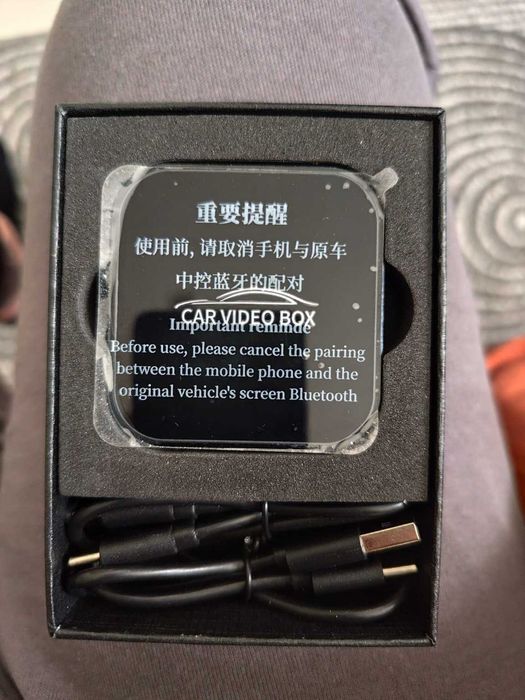 重要提醒
使用前, 请取消手机与原车
中控蓝牙的配对
CAR VIDEO BOX
Important reminde
Before use, please cancel the pairing
between the mobile phone and the
original vehicle's screen Bluetooth